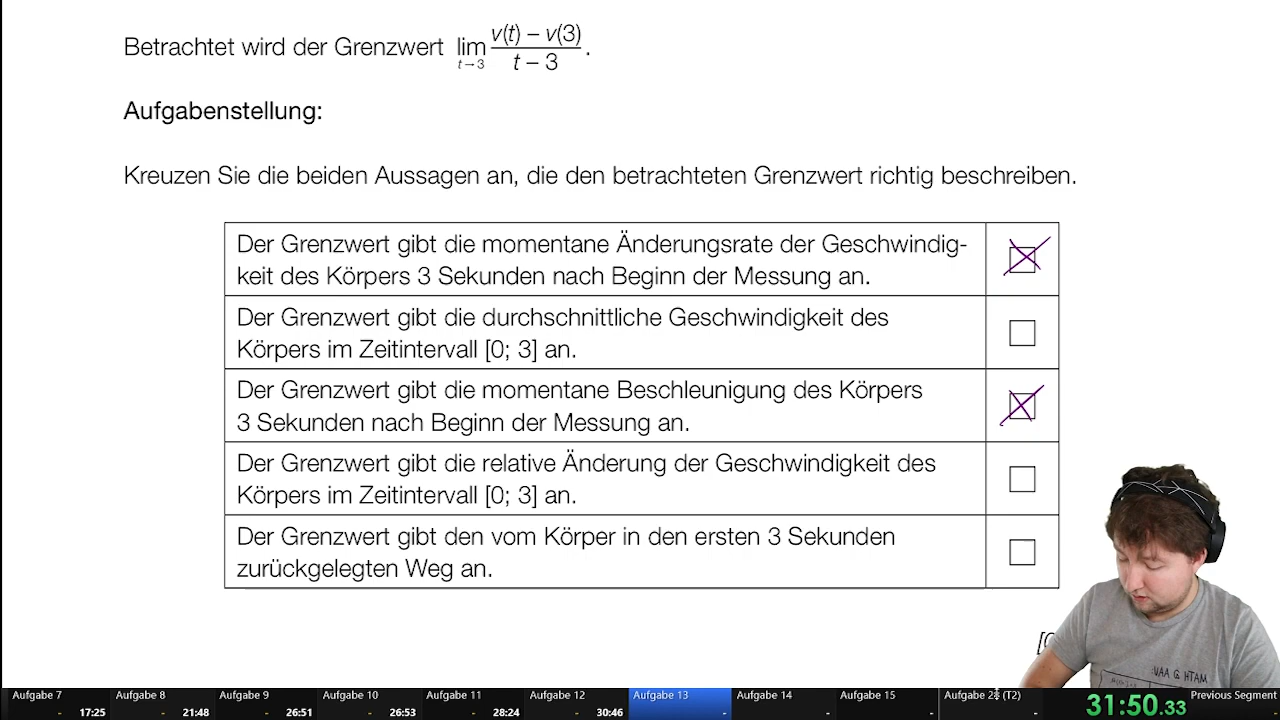 Betrachtet wird der Grenzwert lim t→3 v(t) – v(3) / t – 3 .
Aufgabenstellung:
Kreuzen Sie die beiden Aussagen an, die den betrachteten Grenzwert richtig beschreiben.
Der Grenzwert gibt die momentane Änderungsrate der Geschwindig-
keit des Körpers 3 Sekunden nach Beginn der Messung an.
Der Grenzwert gibt die durchschnittliche Geschwindigkeit des
Körpers im Zeitintervall [0; 3] an.
Der Grenzwert gibt die momentane Beschleunigung des Körpers
3 Sekunden nach Beginn der Messung an.
Der Grenzwert gibt die relative Änderung der Geschwindigkeit des
Körpers im Zeitintervall [0; 3] an.
Der Grenzwert gibt den vom Körper in den ersten 3 Sekunden
zurückgelegten Weg an.
Aufgabe 7 Aufgabe 8 Aufgabe 9 Aufgabe 10 Aufgabe 11 Aufgabe 12 Aufgabe 13 Aufgabe 14 Aufgabe 15 Aufgabe (T2) Previous Segment
- 17:25 - 21:48 - 26:51 - 26:53 - 28:24 - 30:46 - - - - 31:50.33 -